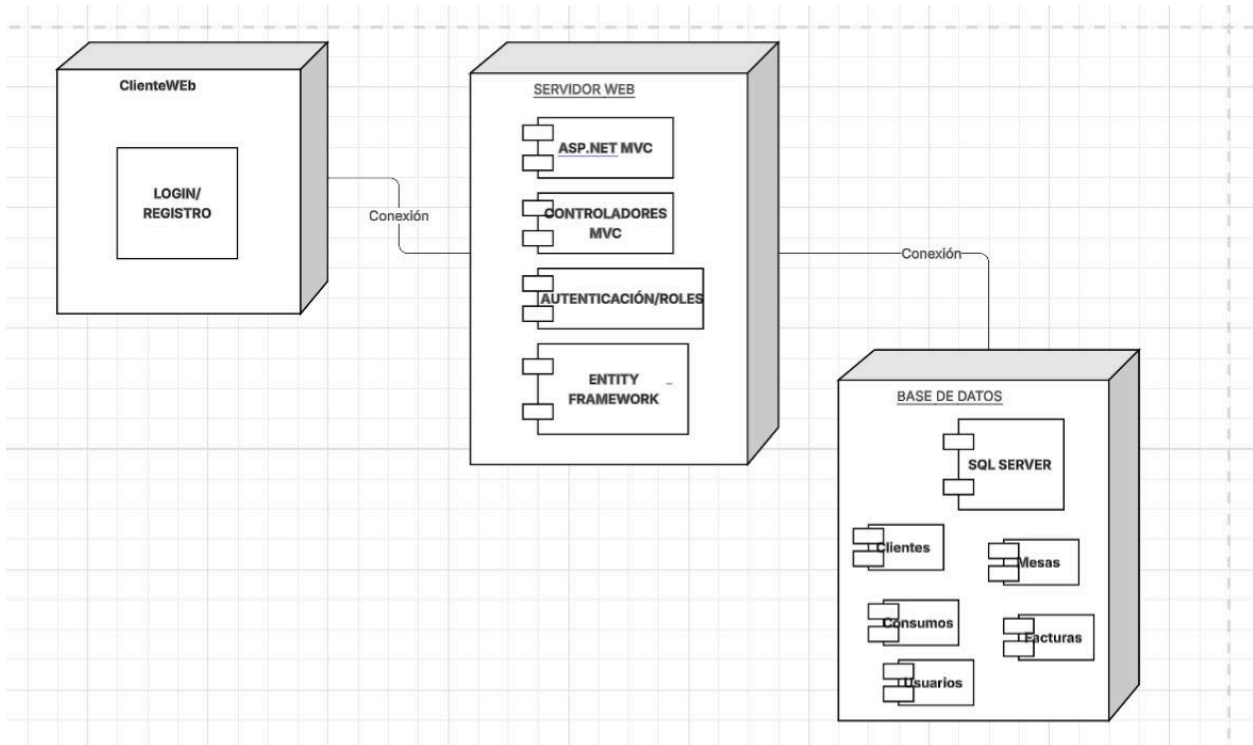 ClienteWEb
LOGIN/
REGISTRO
Conexión
SERVIDOR WEB
ASP.NET MVC
CONTROLADORES
MVC
AUTENTICACIÓN/ROLES
ENTITY
FRAMEWORK
Conexión
BASE DE DATOS
SQL SERVER
Clientes
Mesas
Consumos
Facturas
Usuarios